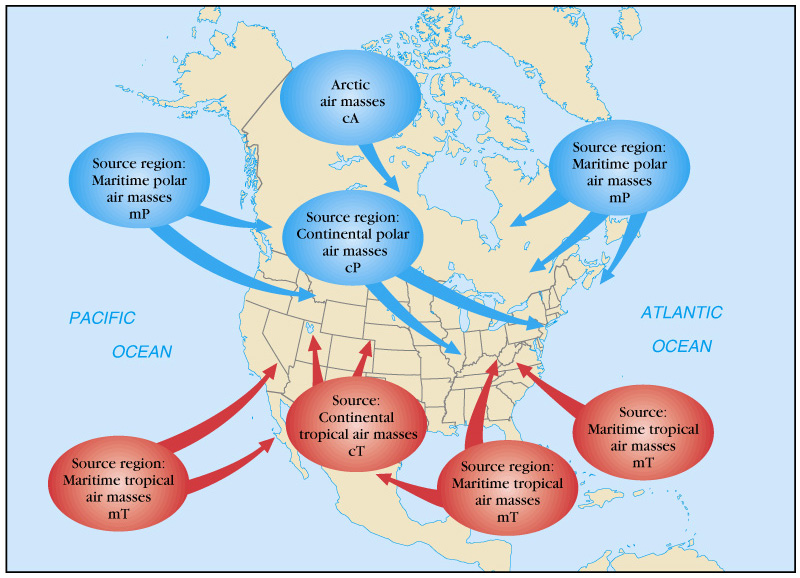 Arctic
air masses
cA
Source region:
Maritime polar
air masses
mP
Source region:
Maritime polar
air masses
mP
Source region:
Continental polar
air masses
cP
PACIFIC
OCEAN
ATLANTIC
OCEAN
Source:
Continental
tropical air masses
cT
Source:
Maritime tropical
air masses
mT
Source region:
Maritime tropical
air masses
mT
Source region:
Maritime tropical
air masses
mT